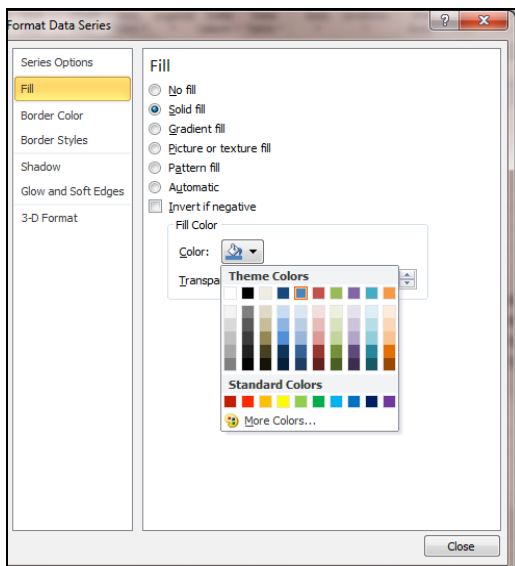 Format Data Series
Series Options
Fill
Border Color
Border Styles
Shadow
Glow and Soft Edges
3-D Format
Fill
No fill
Solid fill
Gradient fill
Picture or texture fill
Pattern fill
Automatic
Invert if negative
Fill Color
Color:
Transpa
Theme Colors
Standard Colors
More Colors...
Close